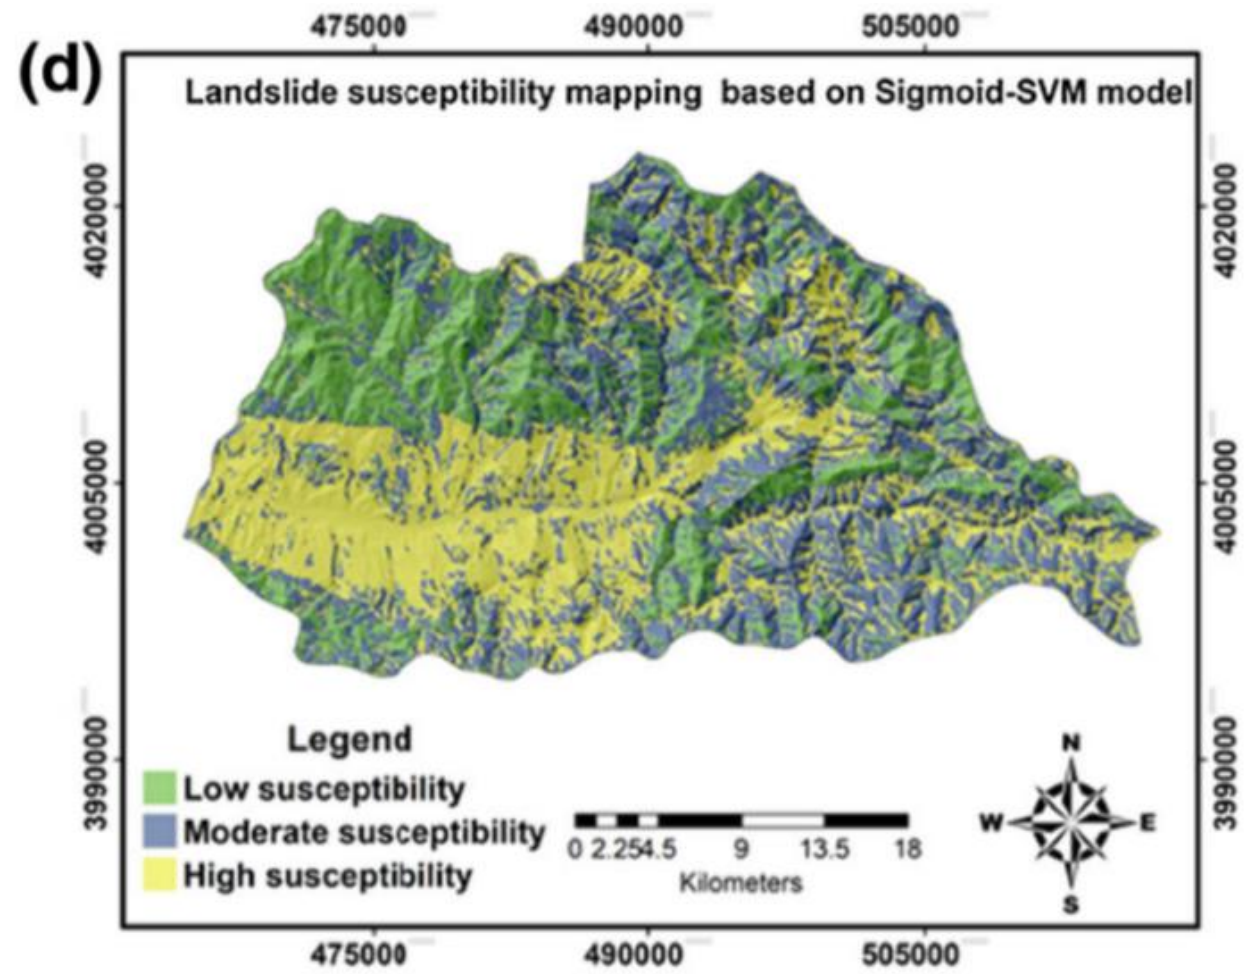 475000 490000 505000
(d)
Landslide susceptibility mapping based on Sigmoid-SVM model
4020000 4020000
4005000 4005000
3990000 3990000
Legend
Low susceptibility
Moderate susceptibility
High susceptibility
0 2.254.5 9 13.5 18
Kilometers
N
W E
S
475000 490000 505000